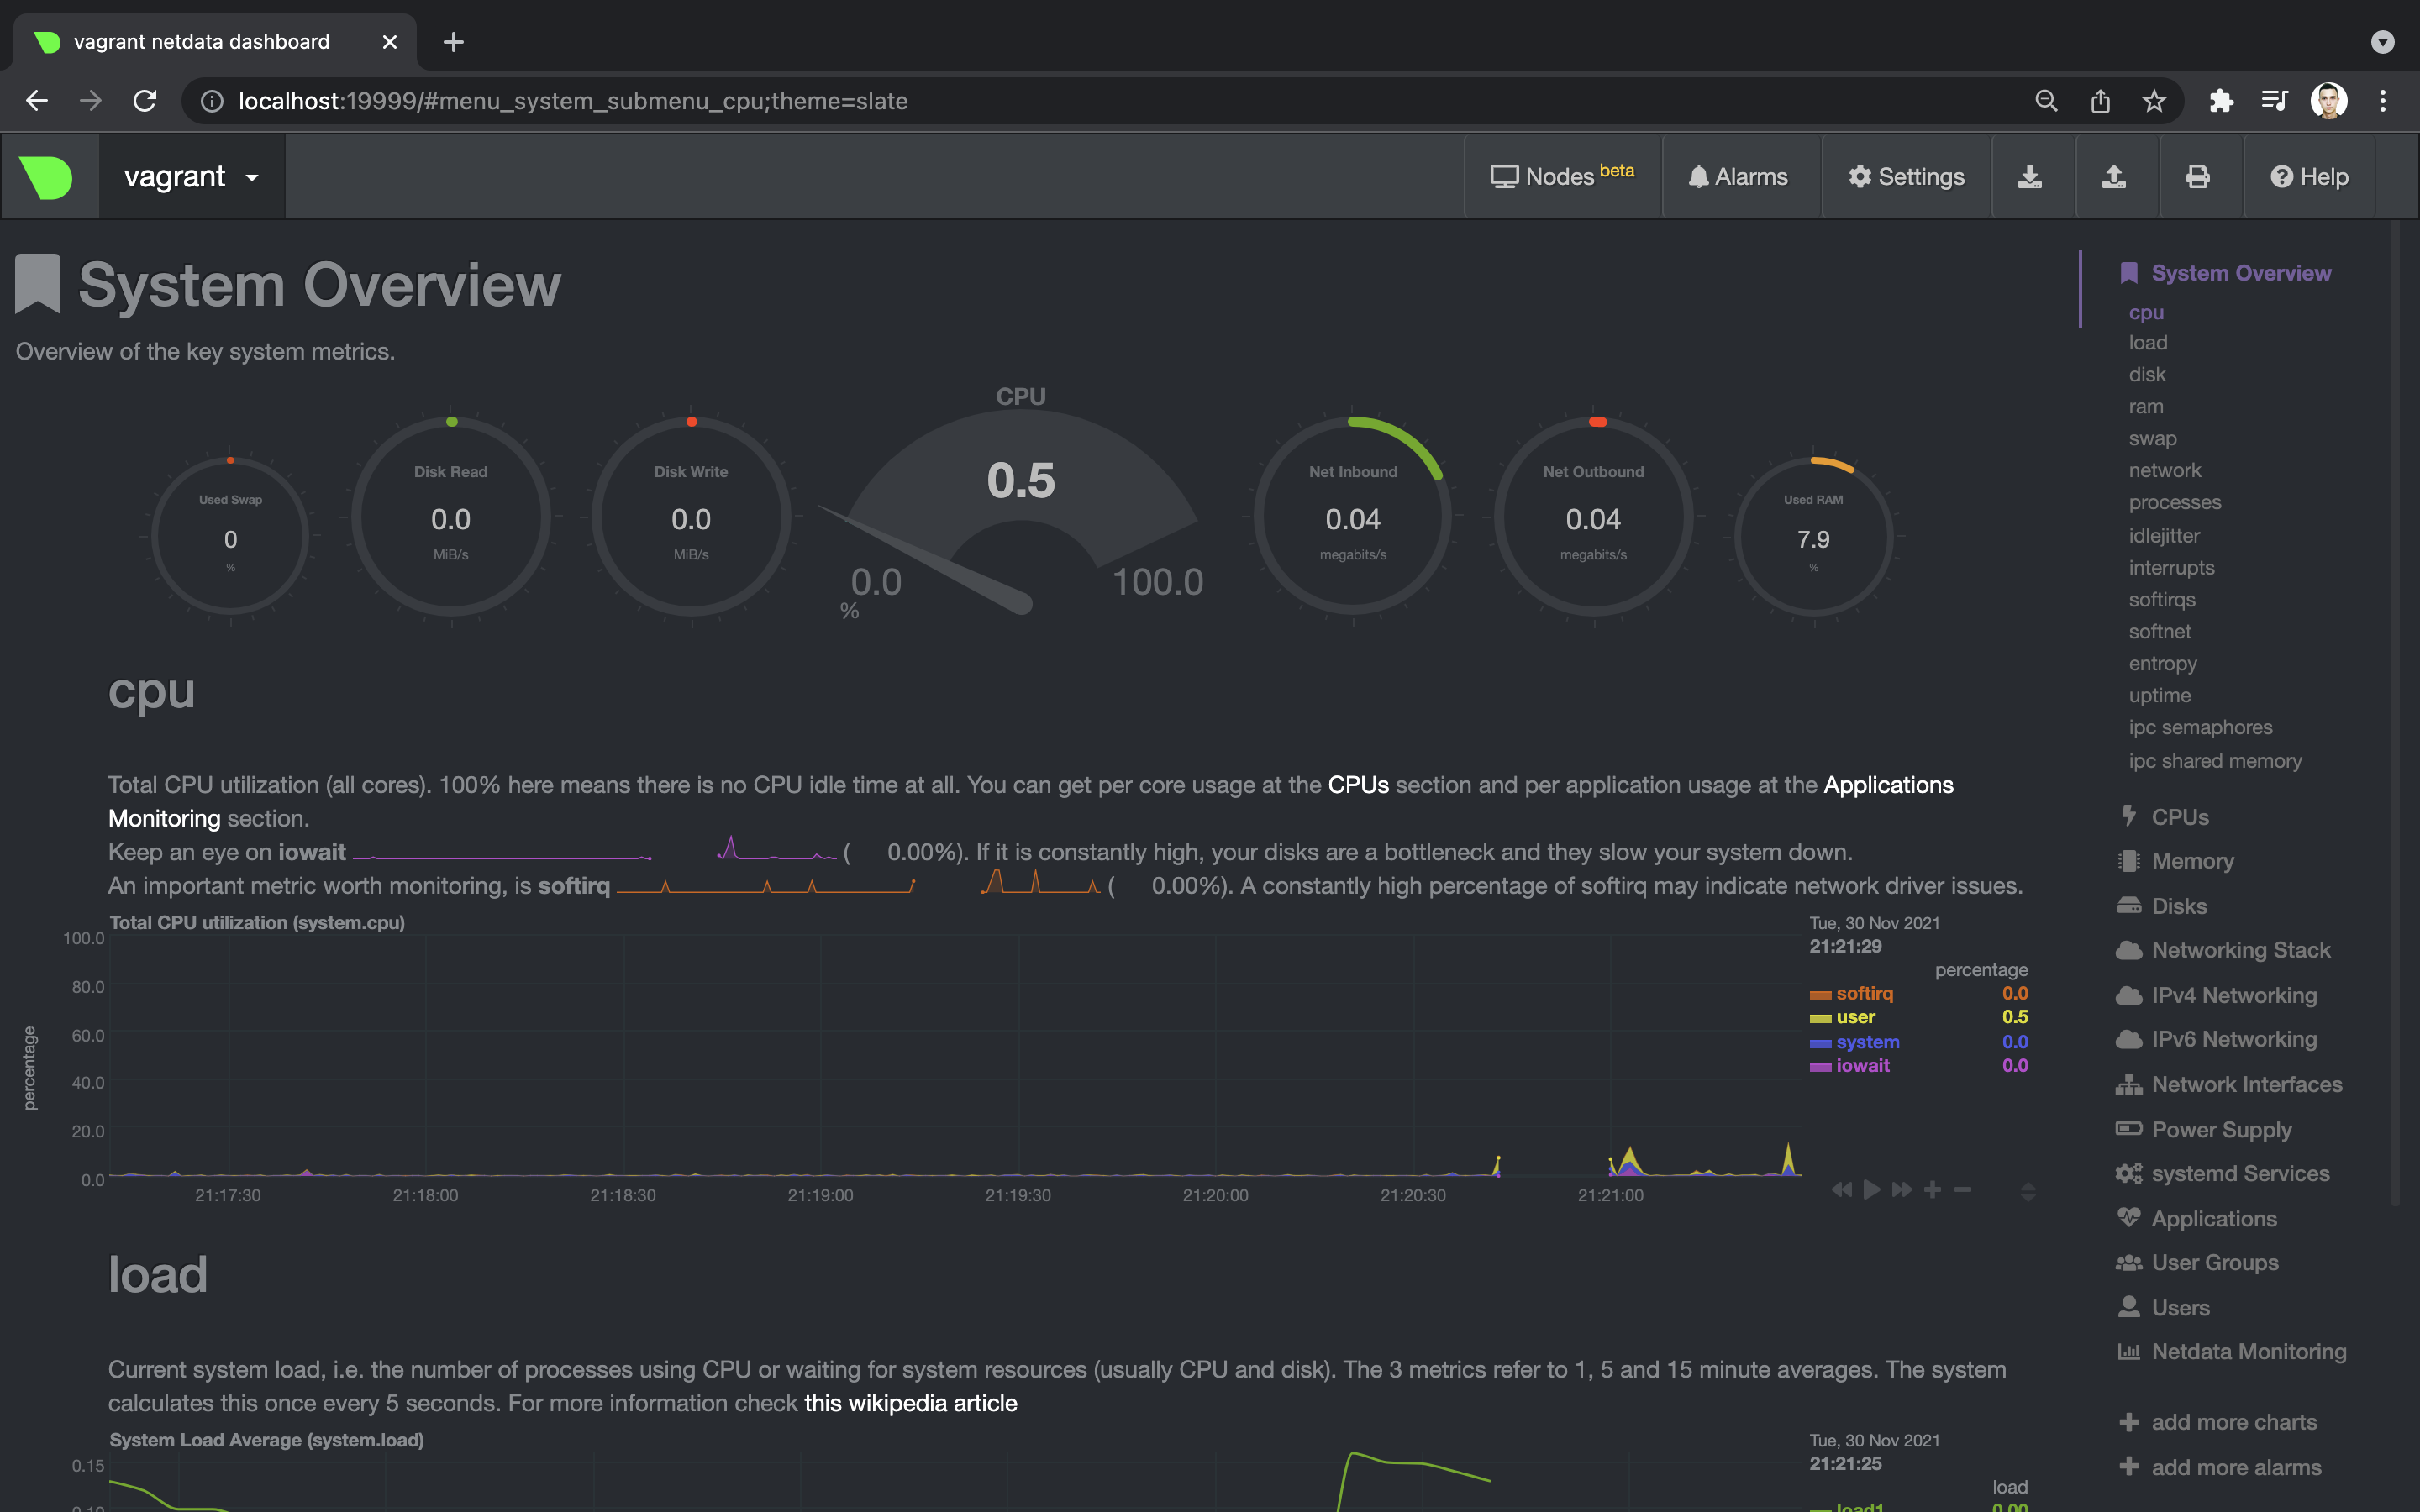 vagrant netdata dashboard
localhost:19999/#menu_system_submenu_cpu;theme=slate
vagrant
Nodes beta
Alarms
Settings
Help
System Overview
Overview of the key system metrics.
Used Swap
0
%
Disk Read
0.0
MiB/s
Disk Write
0.0
MiB/s
CPU
0.5
0.0
100.0
%
Net Inbound
0.04
megabits/s
Net Outbound
0.04
megabits/s
Used RAM
7.9
%
cpu
Total CPU utilization (all cores). 100% here means there is no CPU idle time at all. You can get per core usage at the CPUs section and per application usage at the Applications
Monitoring section.
Keep an eye on iowait ( 0.00%). If it is constantly high, your disks are a bottleneck and they slow your system down.
An important metric worth monitoring, is softirq ( 0.00%). A constantly high percentage of softirq may indicate network driver issues.
Total CPU utilization (system.cpu)
percentage
100.0
80.0
60.0
40.0
20.0
0.0
21:17:30
21:18:00
21:18:30
21:19:00
21:19:30
21:20:00
21:20:30
21:21:00
Tue, 30 Nov 2021
21:21:29
percentage
softirq 0.0
user 0.5
system 0.0
iowait 0.0
load
Current system load, i.e. the number of processes using CPU or waiting for system resources (usually CPU and disk). The 3 metrics refer to 1, 5 and 15 minute averages. The system
calculates this once every 5 seconds. For more information check this wikipedia article
System Load Average (system.load)
0.15
0.10
Tue, 30 Nov 2021
21:21:25
load
load1 0.00
System Overview
cpu
load
disk
ram
swap
network
processes
idlejitter
interrupts
softirqs
softnet
entropy
uptime
ipc semaphores
ipc shared memory
CPUs
Memory
Disks
Networking Stack
IPv4 Networking
IPv6 Networking
Network Interfaces
Power Supply
systemd Services
Applications
User Groups
Users
Netdata Monitoring
add more charts
add more alarms